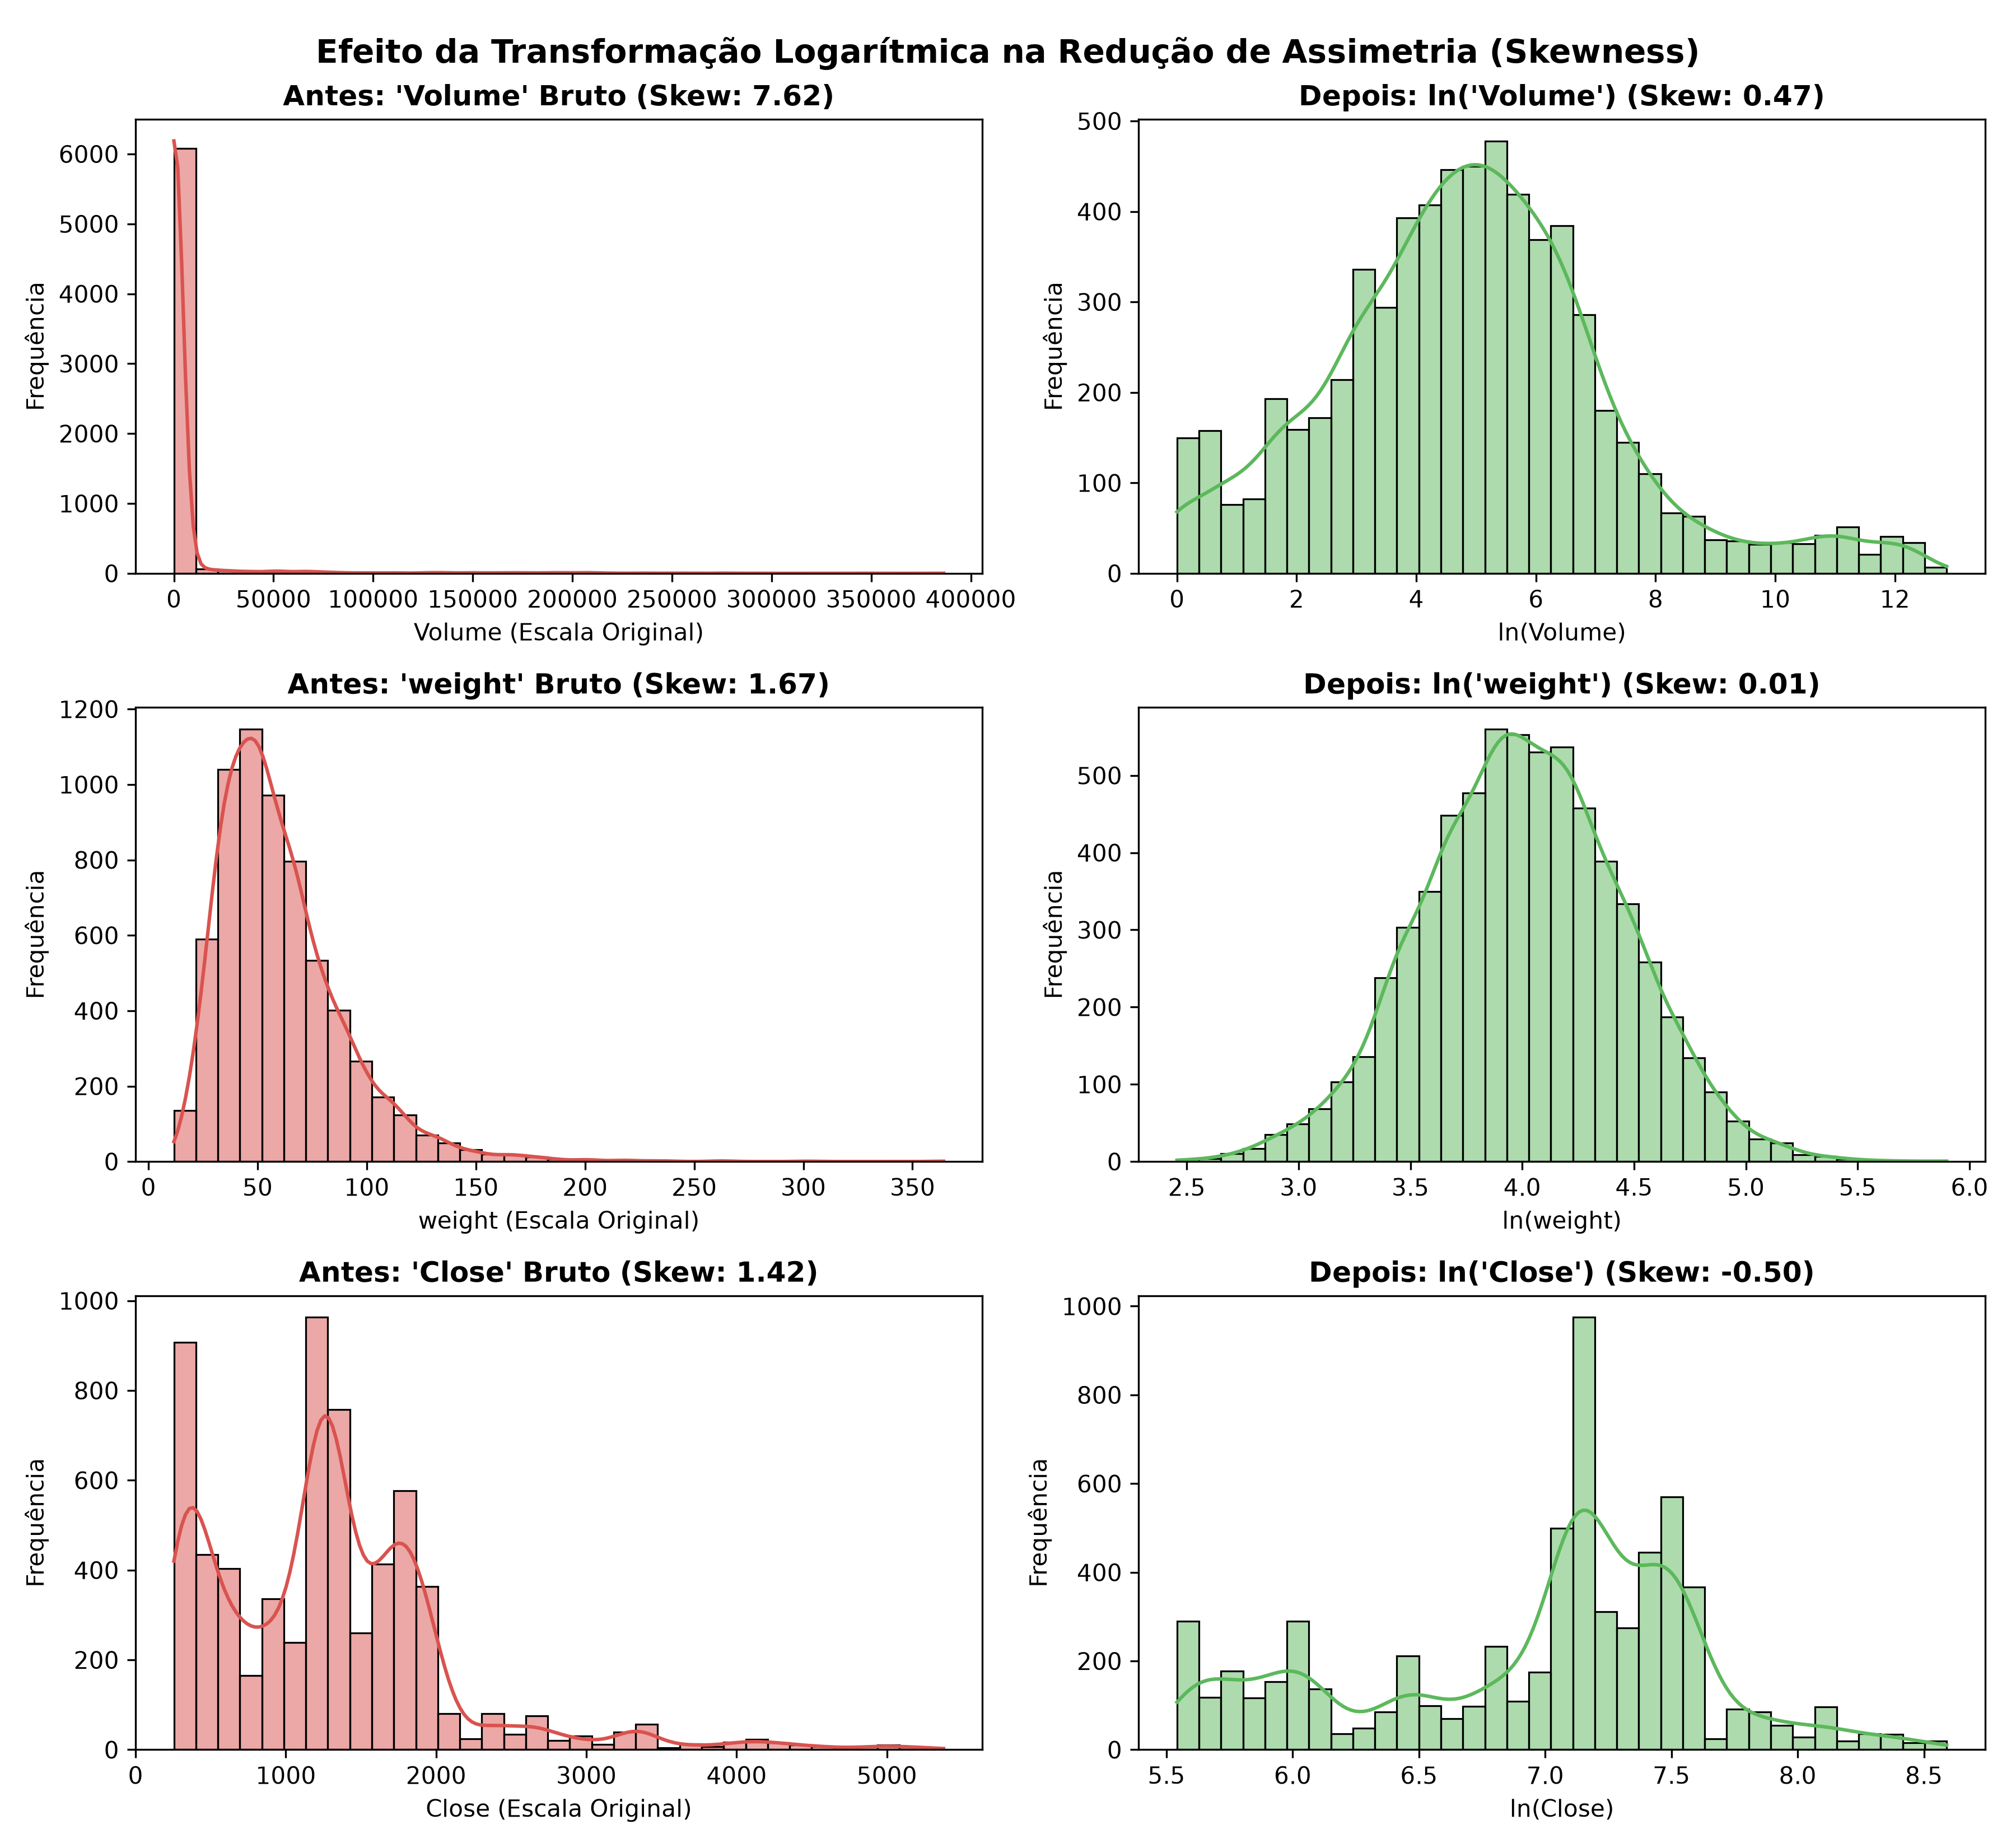 Efeito da Transformação Logarítmica na Redução de Assimetria (Skewness)
Antes: 'Volume' Bruto (Skew: 7.62)
Frequência
6000
5000
4000
3000
2000
1000
0
0 50000 100000 150000 200000 250000 300000 350000 400000
Volume (Escala Original)
Depois: ln('Volume') (Skew: 0.47)
Frequência
500
400
300
200
100
0
0 2 4 6 8 10 12
ln(Volume)
Antes: 'weight' Bruto (Skew: 1.67)
Frequência
1200
1000
800
600
400
200
0
0 50 100 150 200 250 300 350
weight (Escala Original)
Depois: ln('weight') (Skew: 0.01)
Frequência
500
400
300
200
100
0
2.5 3.0 3.5 4.0 4.5 5.0 5.5 6.0
ln(weight)
Antes: 'Close' Bruto (Skew: 1.42)
Frequência
1000
800
600
400
200
0
0 1000 2000 3000 4000 5000
Close (Escala Original)
Depois: ln('Close') (Skew: -0.50)
Frequência
1000
800
600
400
200
0
5.5 6.0 6.5 7.0 7.5 8.0 8.5
ln(Close)